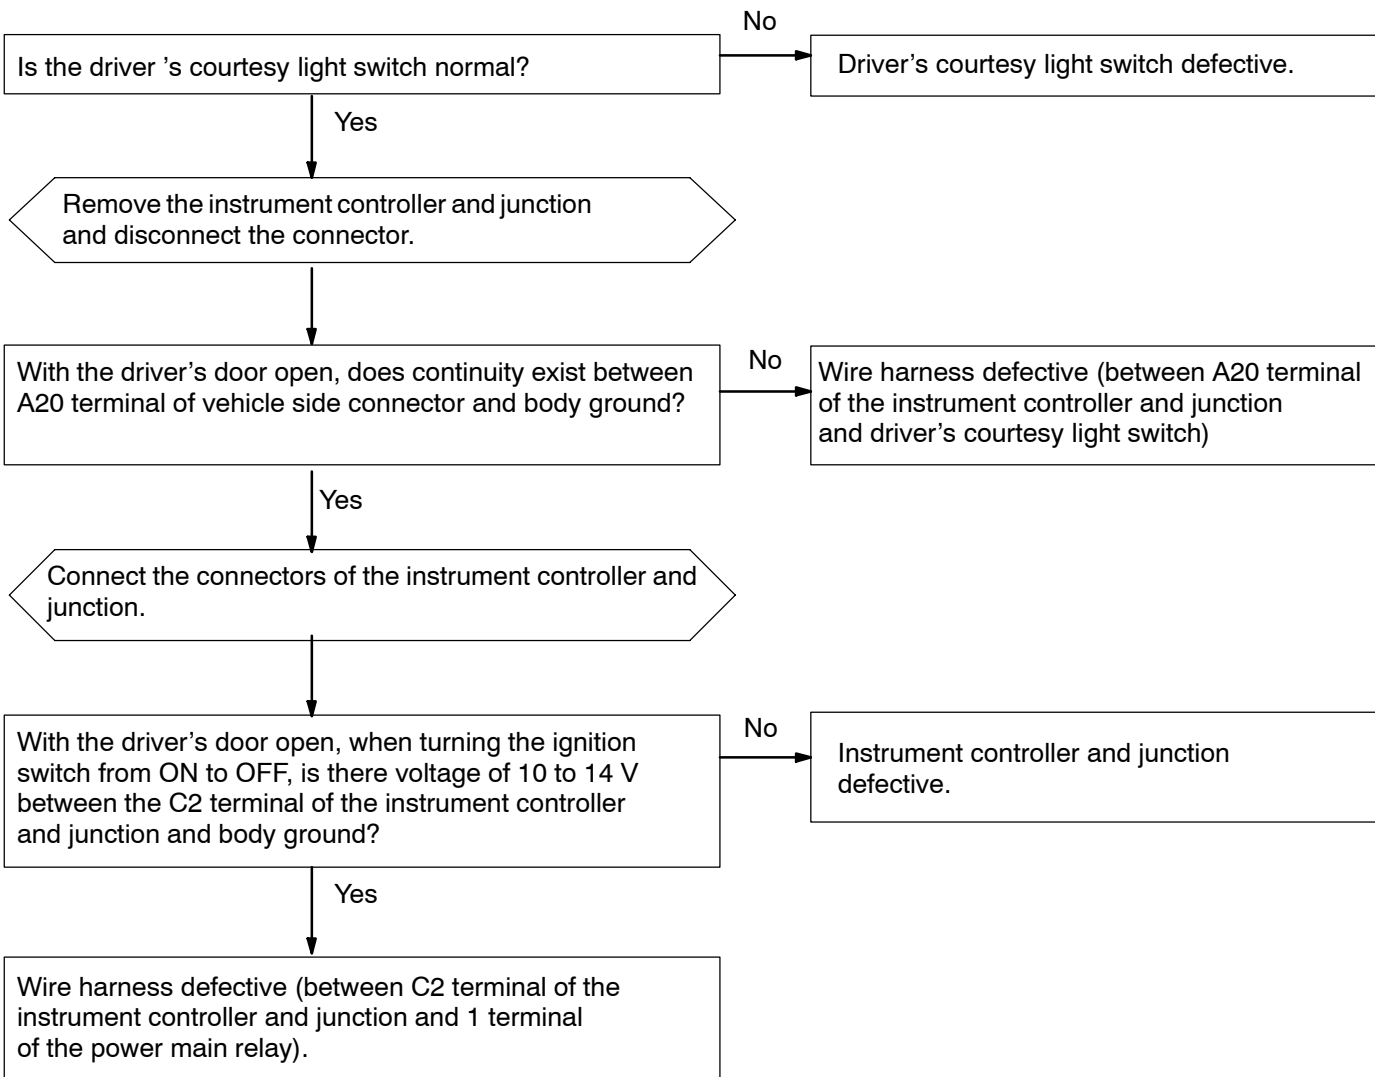 No
Is the driver 's courtesy light switch normal?
Driver's courtesy light switch defective.
Yes
Remove the instrument controller and junction
and disconnect the connector.
With the driver's door open, does continuity exist between
A20 terminal of vehicle side connector and body ground?
No
Wire harness defective (between A20 terminal
of the instrument controller and junction
and driver's courtesy light switch)
Yes
Connect the connectors of the instrument controller and
junction.
With the driver's door open, when turning the ignition
switch from ON to OFF, is there voltage of 10 to 14 V
between the C2 terminal of the instrument controller
and junction and body ground?
No
Instrument controller and junction
defective.
Yes
Wire harness defective (between C2 terminal of the
instrument controller and junction and 1 terminal
of the power main relay).